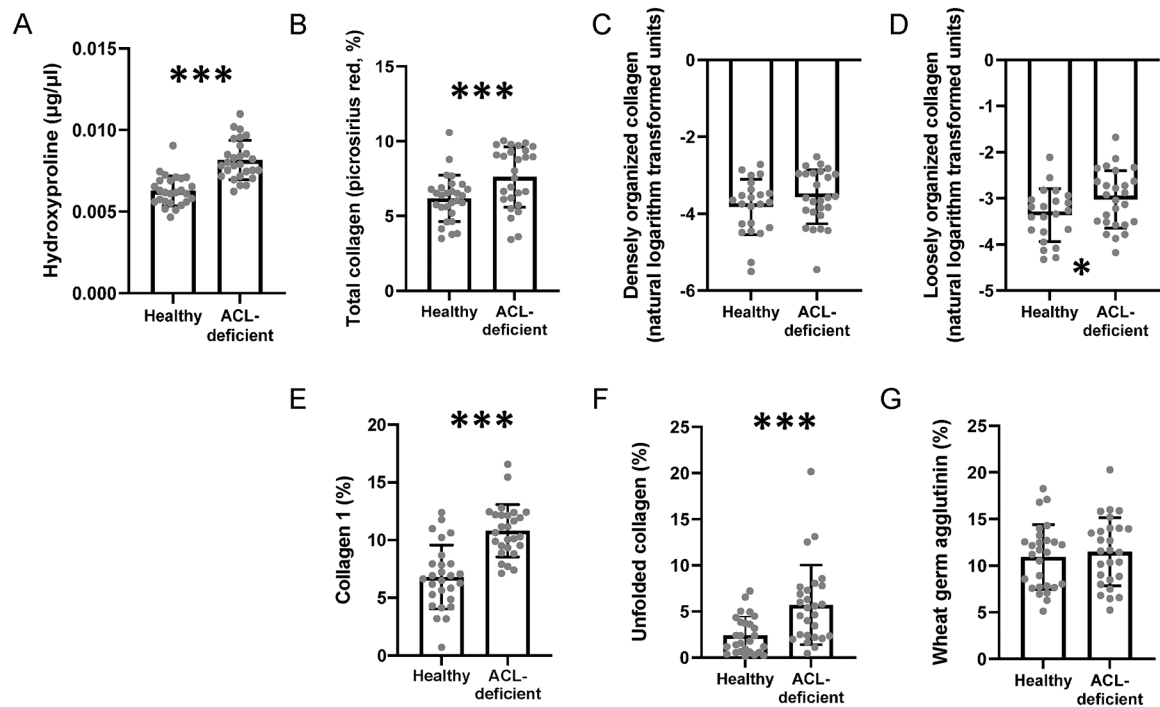 A
Hydroxyproline (µg/µl)
0.015
0.010
0.005
0.000
***
Healthy
ACL-
deficient
B
Total collagen (picrosirius red, %)
15
10
5
0
***
Healthy
ACL-
deficient
C
Densely organized collagen
(natural logarithm transformed units)
0
-2
-4
-6
Healthy
ACL-
deficient
D
Loosely organized collagen
(natural logarithm transformed units)
0
-1
-2
-3
-4
-5
*
Healthy
ACL-
deficient
E
Collagen 1 (%)
20
15
10
5
0
***
Healthy
ACL-
deficient
F
Unfolded collagen (%)
25
20
15
10
5
0
***
Healthy
ACL-
deficient
G
Wheat germ agglutinin (%)
25
20
15
10
5
0
Healthy
ACL-
deficient